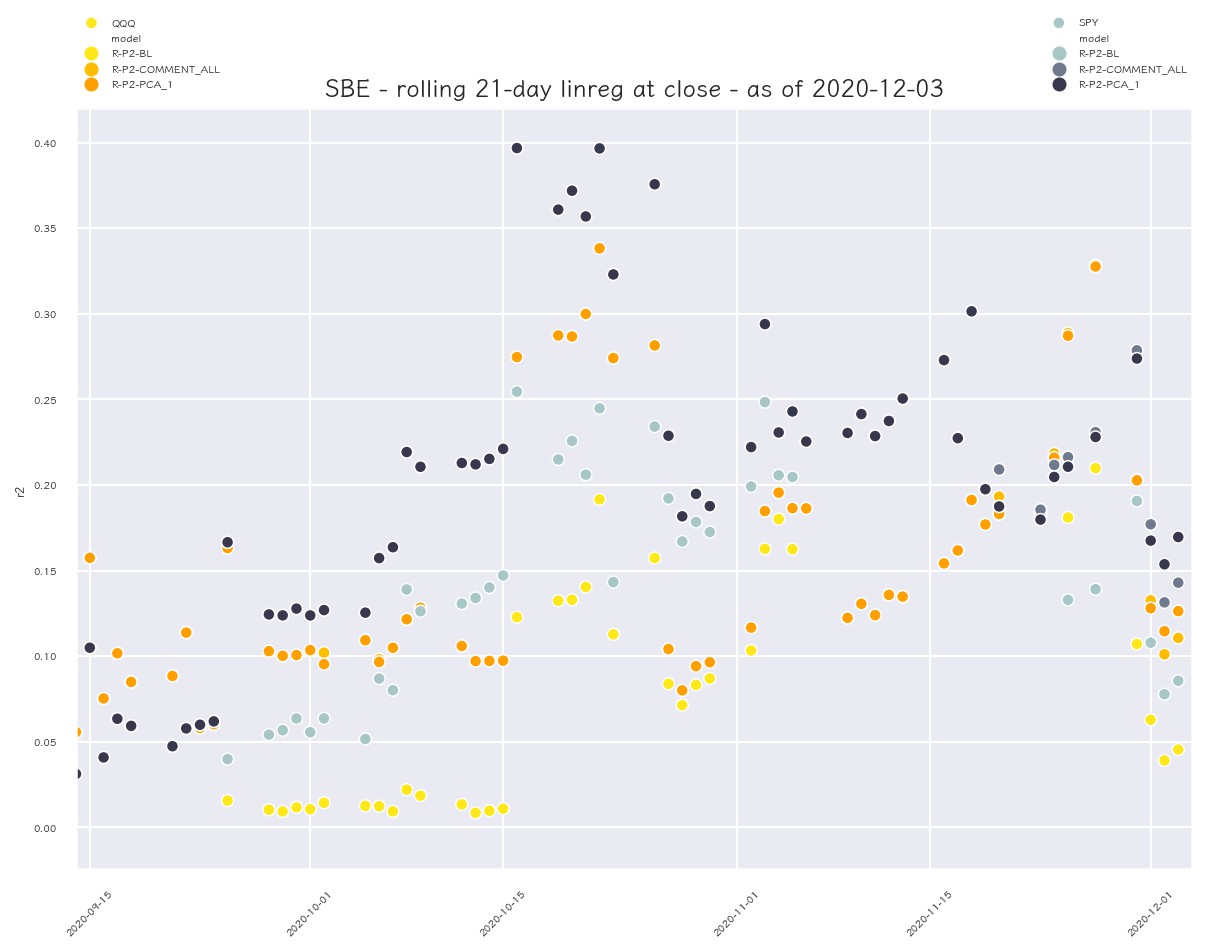 QQQ
model
R-P2-BL
R-P2-COMMENT_ALL
R-P2-PCA_1
SPY
model
R-P2-BL
R-P2-COMMENT_ALL
R-P2-PCA_1
SBE - rolling 21-day linreg at close - as of 2020-12-03
0.40
0.35
0.30
0.25
0.20
0.15
0.10
0.05
0.00
r2
2020-09-15
2020-10-01
2020-10-15
2020-11-01
2020-11-15
2020-12-01